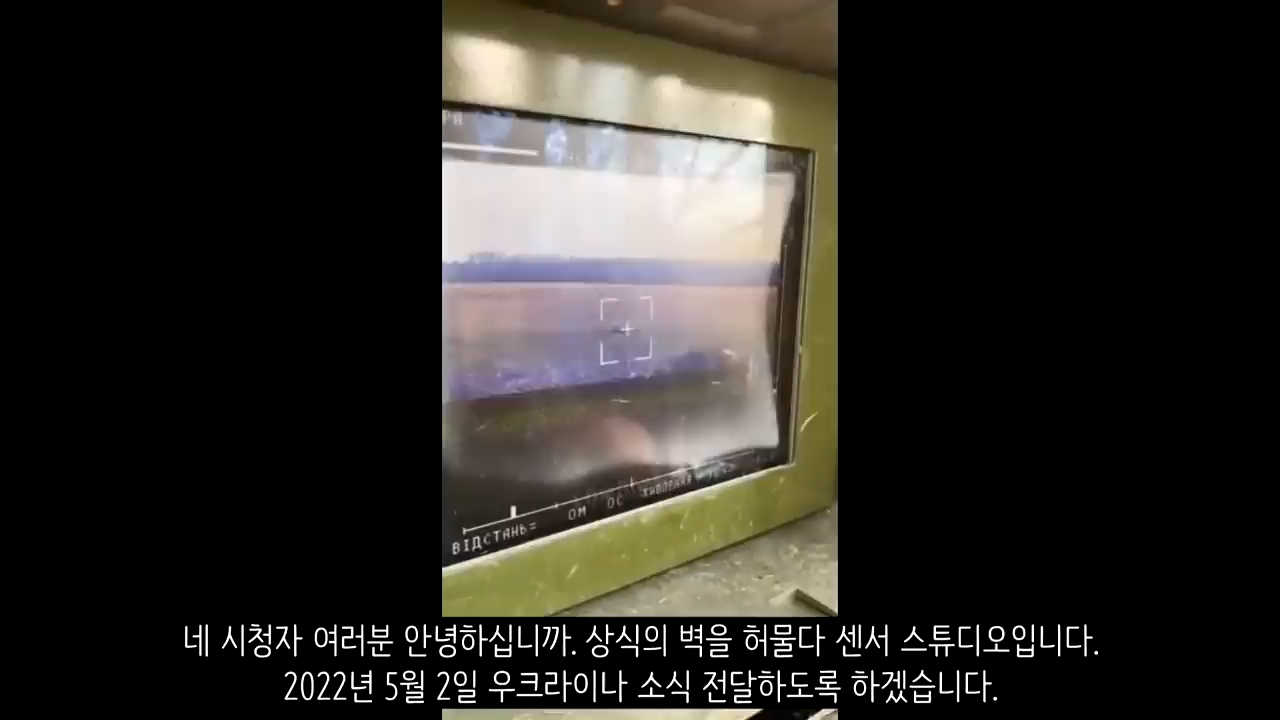 ВІДСТАНЬ= 0М 0С ЖИВЛЕННЯ
네 시청자 여러분 안녕하십니까. 상식의 벽을 허물다 센서 스튜디오입니다.
2022년 5월 2일 우크라이나 소식 전달하도록 하겠습니다.